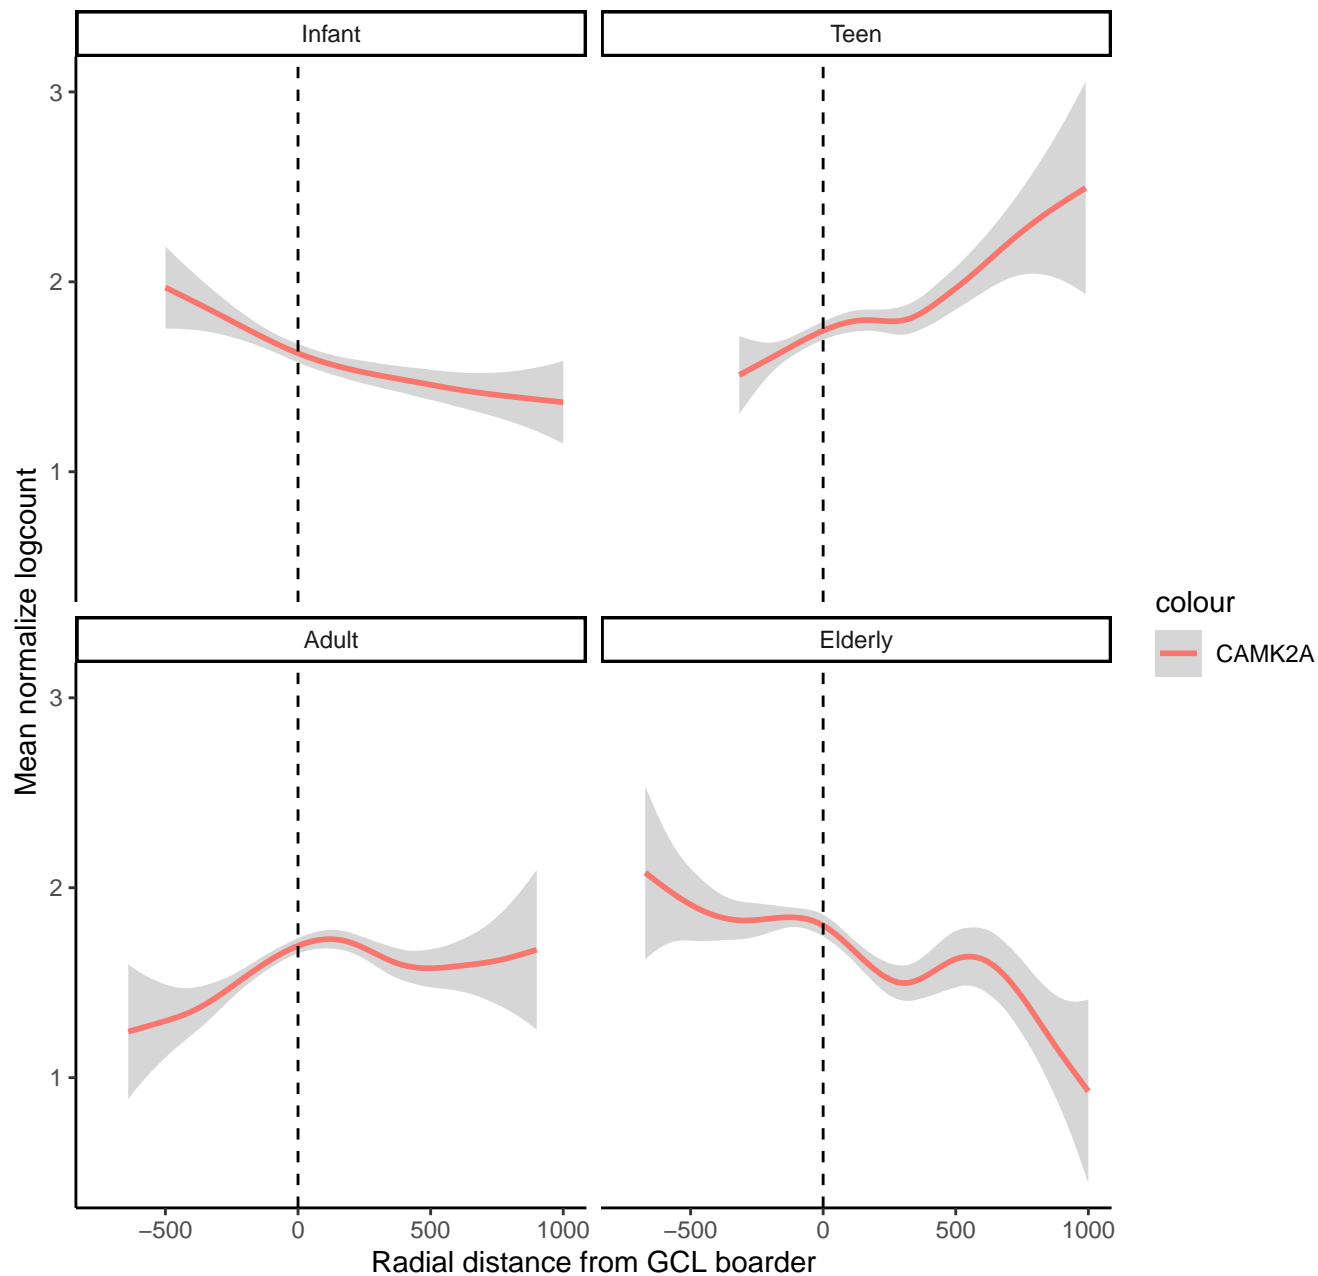 Infant
Teen
3
2
1
Mean normalize logcount
colour
CAMK2A
Adult
Elderly
3
2
1
−500
0
500
1000
−500
0
500
1000
Radial distance from GCL boarder